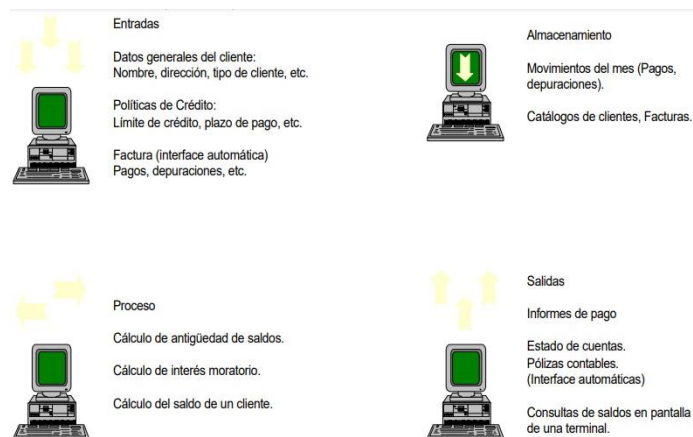 Entradas
Datos generales del cliente:
Nombre, dirección, tipo de cliente, etc.
Políticas de Crédito:
Límite de crédito, plazo de pago, etc.
Factura (interface automática)
Pagos, depuraciones, etc.
Almacenamiento
Movimientos del mes (Pagos,
depuraciones).
Catálogos de clientes, Facturas.
Proceso
Cálculo de antigüedad de saldos.
Cálculo de interés moratorio.
Cálculo del saldo de un cliente.
Salidas
Informes de pago
Estado de cuentas.
Pólizas contables.
(Interface automáticas)
Consultas de saldos en pantalla
de una terminal.